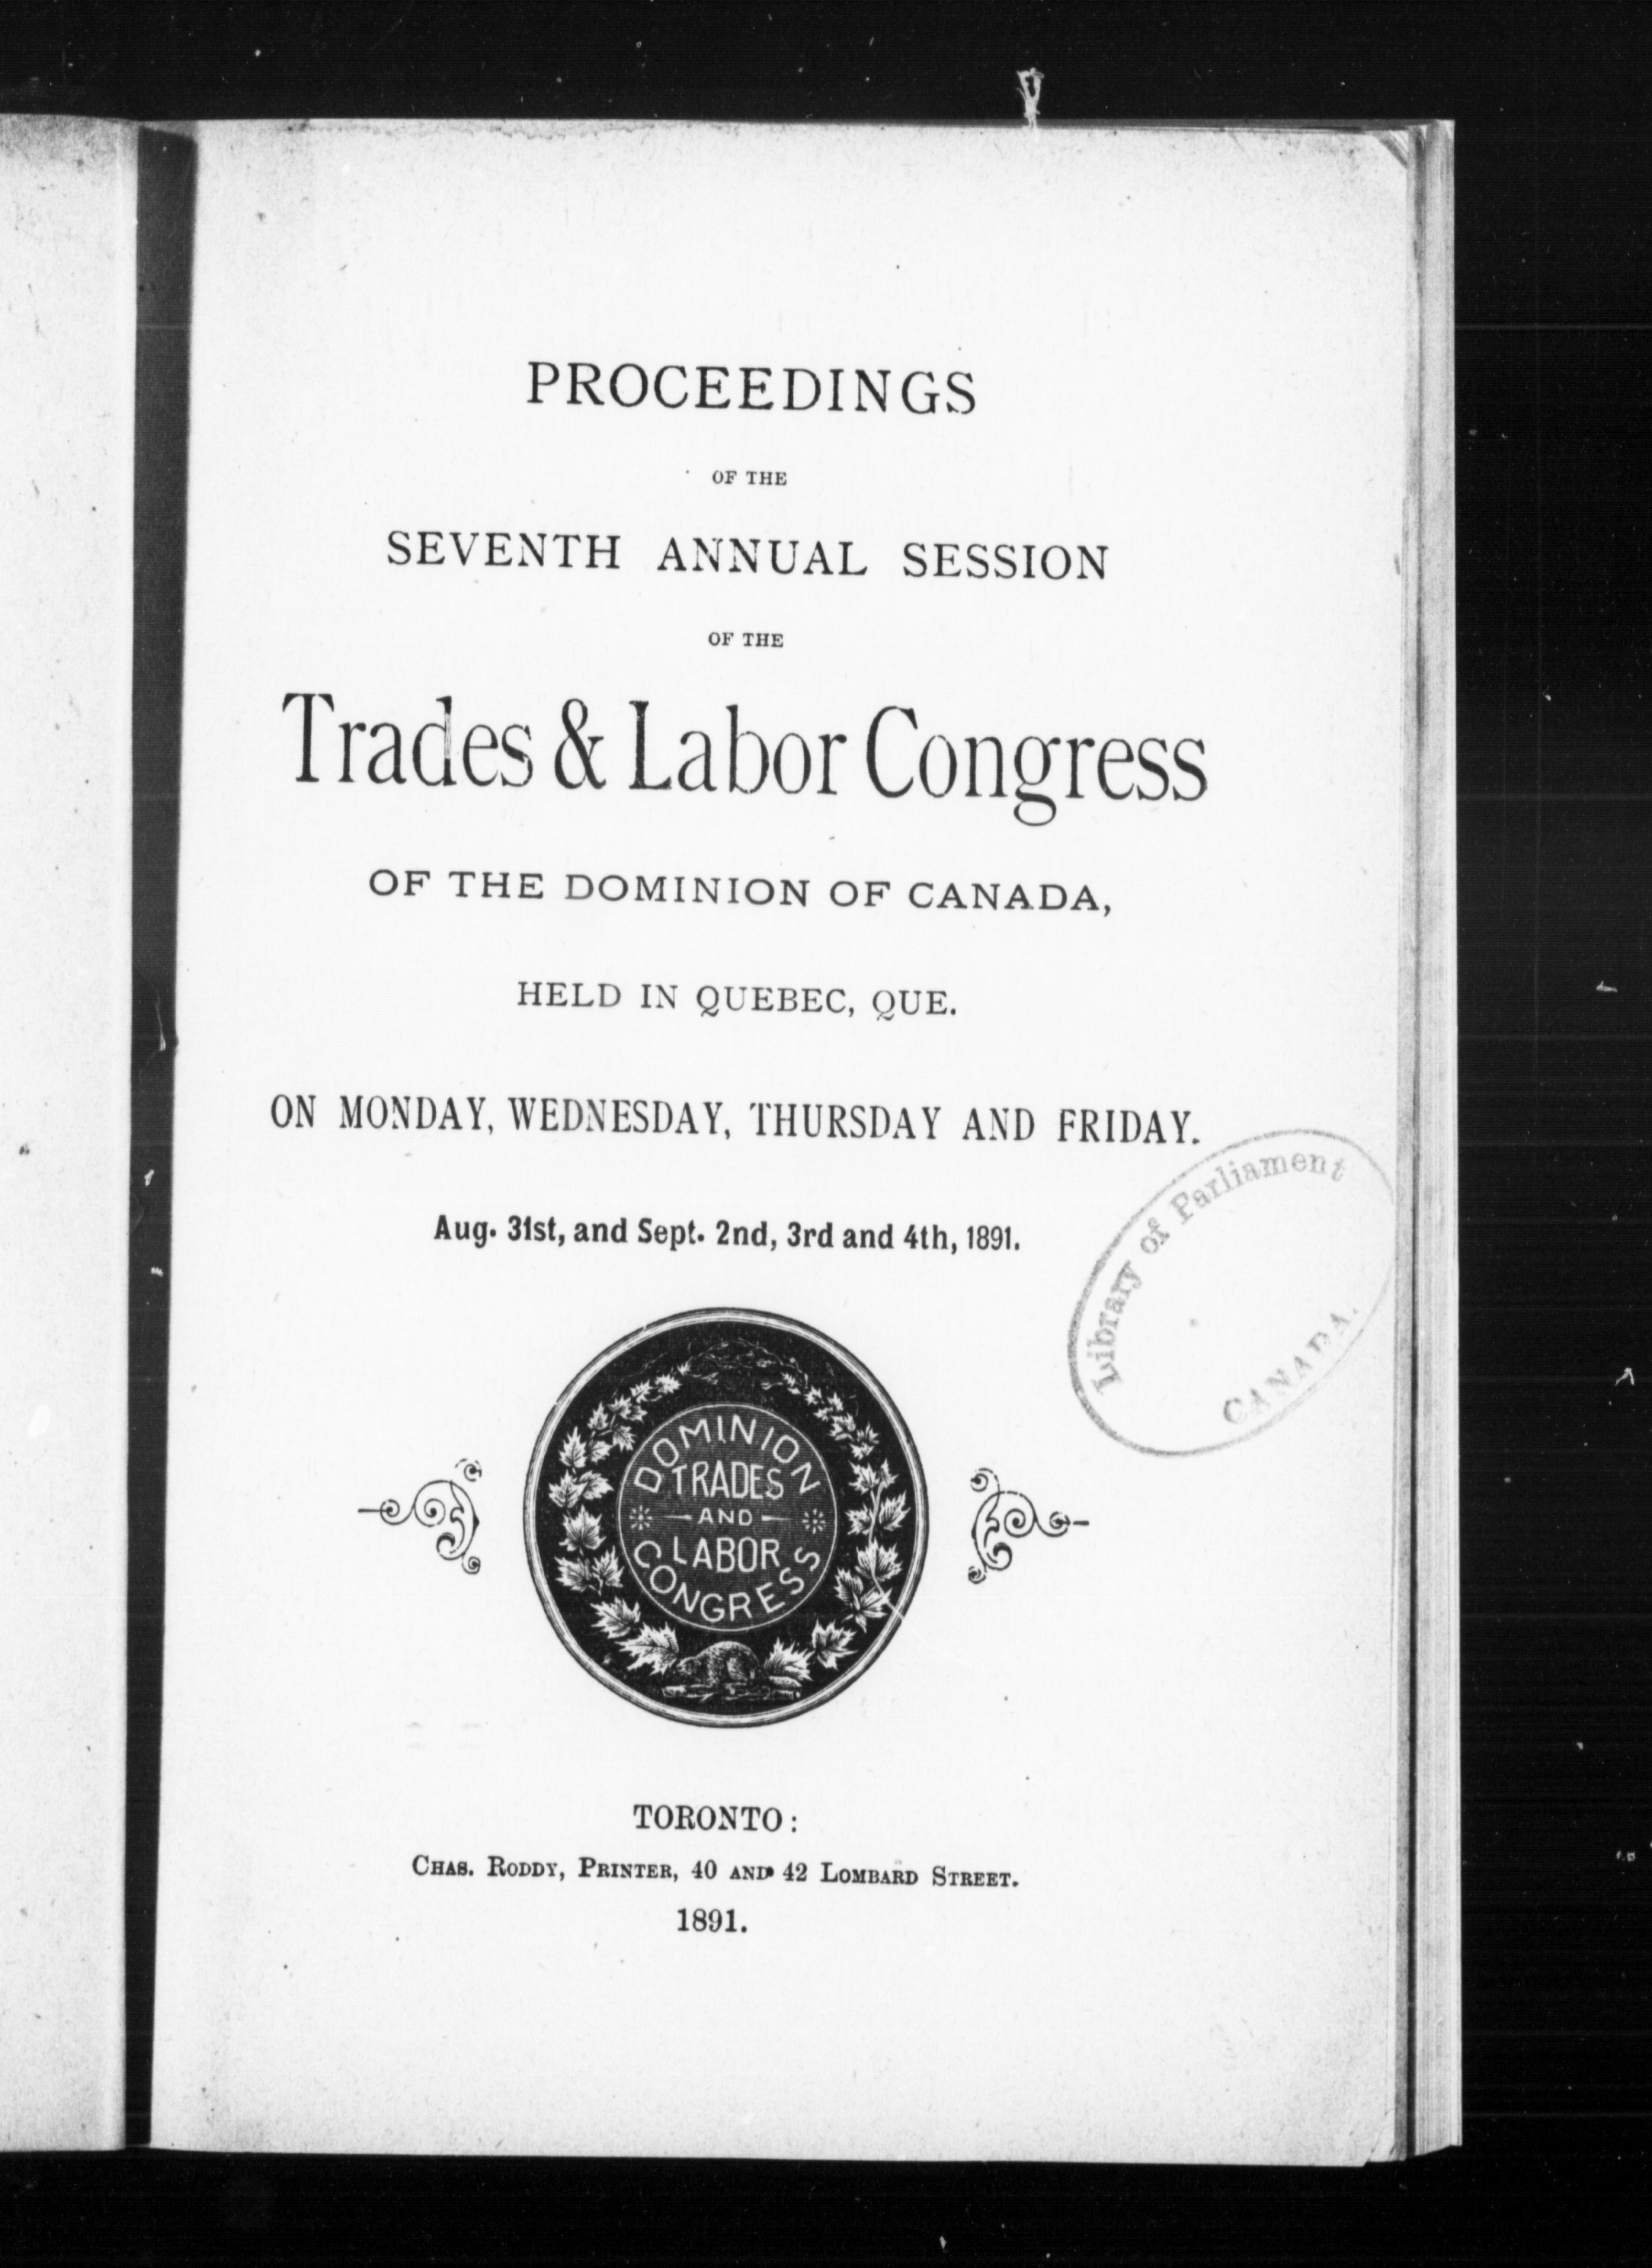 PROCEEDINGS
OF THE
SEVENTH ANNUAL SESSION
OF THE
Trades & Labor Congress
OF THE DOMINION OF CANADA,
HELD IN QUEBEC, QUE.
ON MONDAY, WEDNESDAY, THURSDAY AND FRIDAY.
Aug. 31st, and Sept. 2nd, 3rd and 4th, 1891.
Library of Parliament
CANADA.
DOMINION
TRADES
AND
LABOR
CONGRESS
TORONTO:
CHAS. RODDY, PRINTER, 40 AND 42 LOMBARD STREET.
1891.